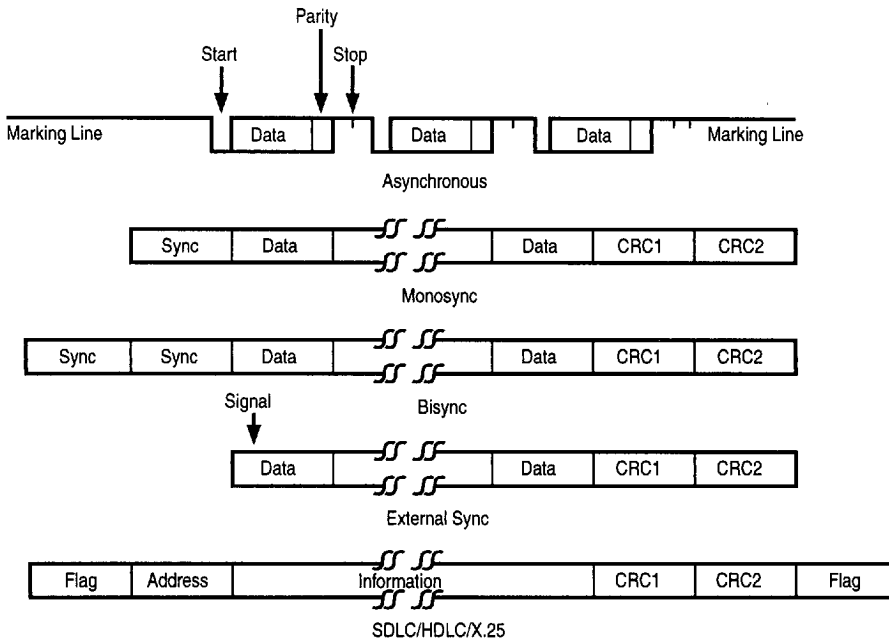 Parity
Start Stop
Marking Line Data Data Data Marking Line
Asynchronous
Sync Data Data CRC1 CRC2
Monosync
Sync Sync Data Data CRC1 CRC2
Bisync
Signal
Data Data CRC1 CRC2
External Sync
Flag Address Information CRC1 CRC2 Flag
SDLC/HDLC/X.25